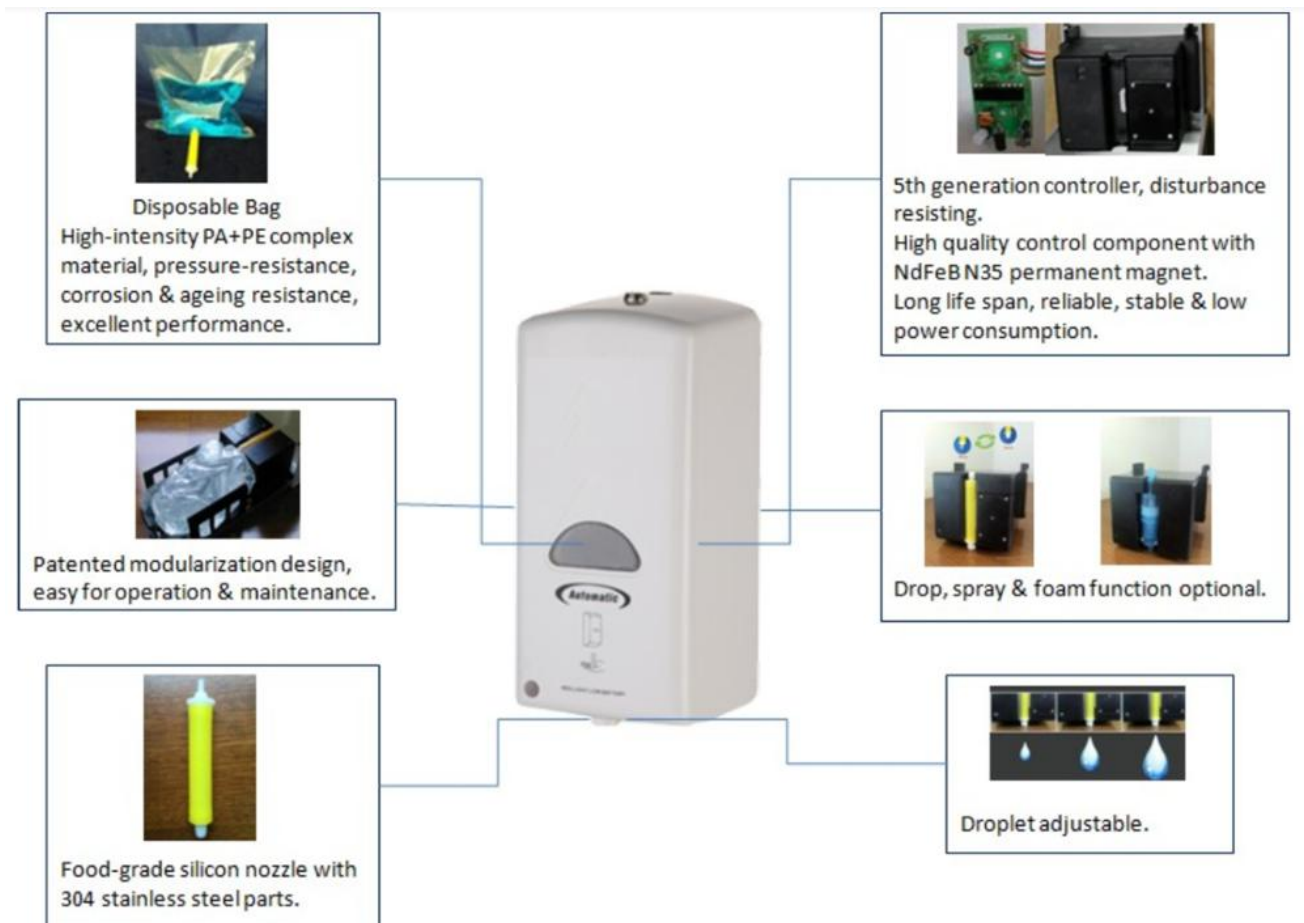 Disposable Bag
High-intensity PA+PE complex
material, pressure-resistance,
corrosion & ageing resistance,
excellent performance.
5th generation controller, disturbance
resisting.
High quality control component with
NdFeB N35 permanent magnet.
Long life span, reliable, stable & low
power consumption.
Patented modularization design,
easy for operation & maintenance.
Drop, spray & foam function optional.
Automatic
Food-grade silicon nozzle with
304 stainless steel parts.
Droplet adjustable.